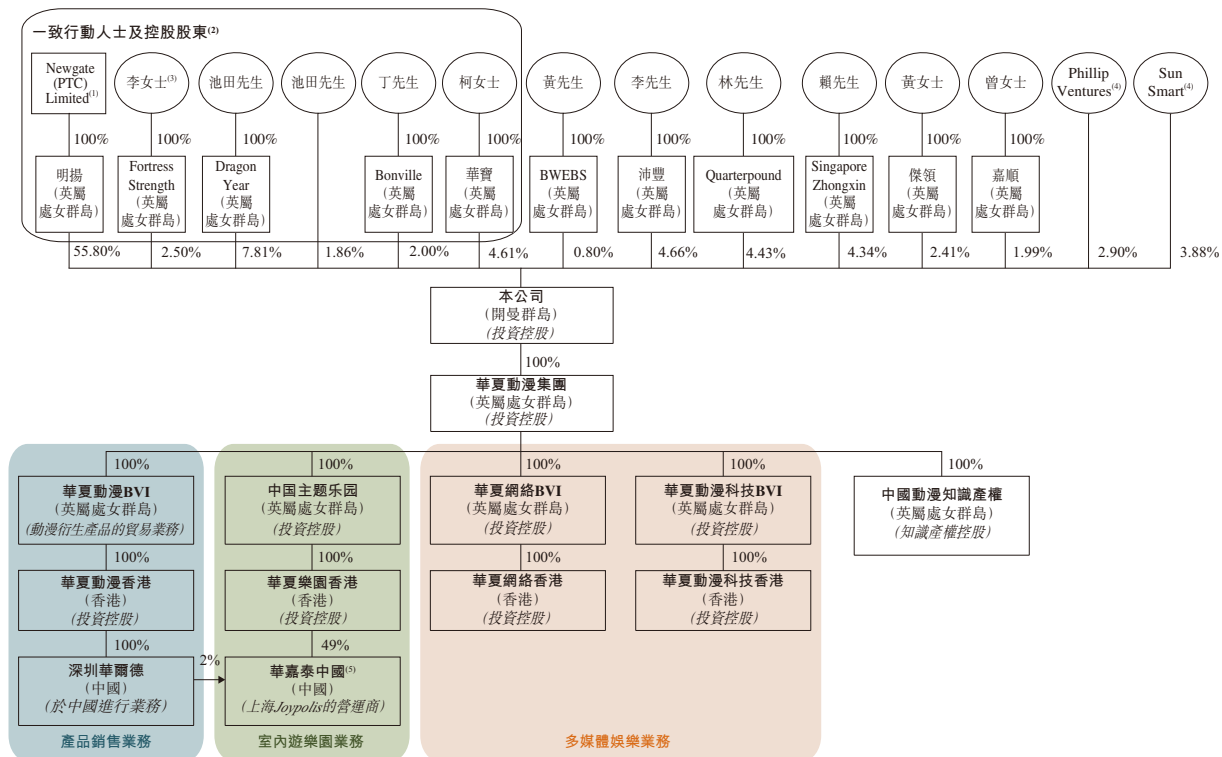 一致行動人士及控股股東(2)
Newgate
(PTC)
Limited(1)
李女士(3)
池田先生
池田先生
丁先生
柯女士
黃先生
李先生
林先生
賴先生
黃女士
曾女士
Phillip
Ventures(4)
Sun
Smart(4)
100%
100%
100%
100%
100%
100%
100%
100%
100%
100%
100%
明揚
(英屬
處女群島)
Fortress
Strength
(英屬
處女群島)
Dragon
Year
(英屬
處女群島)
Bonville
(英屬
處女群島)
華寶
(英屬
處女群島)
BWEBS
(英屬
處女群島)
沛豐
(英屬
處女群島)
Quarterpound
(英屬
處女群島)
Singapore
Zhongxin
(英屬
處女群島)
傑領
(英屬
處女群島)
嘉順
(英屬
處女群島)
55.80%
2.50%
7.81%
1.86%
2.00%
4.61%
0.80%
4.66%
4.43%
4.34%
2.41%
1.99%
2.90%
3.88%
本公司
(開曼群島)
(投資控股)
100%
華夏動漫集團
(英屬處女群島)
(投資控股)
100%
100%
100%
100%
100%
華夏動漫BVI
(英屬處女群島)
(動漫衍生產品的貿易業務)
中国主题乐园
(英屬處女群島)
(投資控股)
華夏網絡BVI
(英屬處女群島)
(投資控股)
華夏動漫科技BVI
(英屬處女群島)
(投資控股)
中國動漫知識產權
(英屬處女群島)
(知識產權控股)
100%
100%
100%
100%
華夏動漫香港
(香港)
(投資控股)
華夏樂園香港
(香港)
(投資控股)
華夏網絡香港
(香港)
(投資控股)
華夏動漫科技香港
(香港)
(投資控股)
100%
49%
2%
深圳華爾德
(中國)
(於中國進行業務)
華嘉泰中國(5)
(中國)
(上海Joypolis的營運商)
產品銷售業務
室內遊樂園業務
多媒體娛樂業務